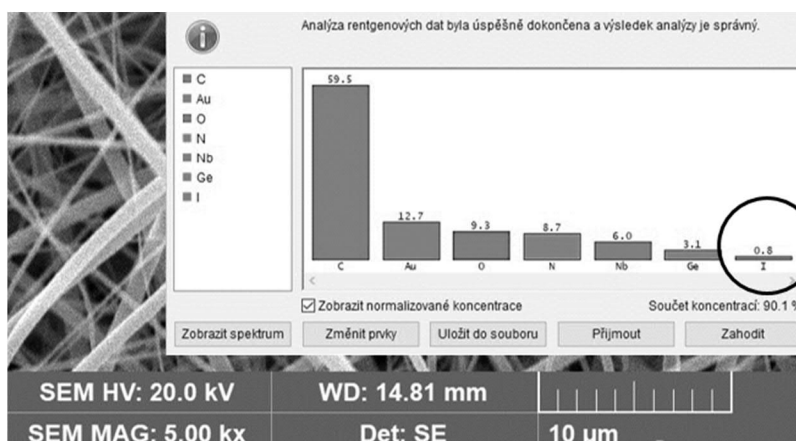 Analýza rentgenových dat byla úspěšně dokončena a výsledek analýzy je správný.
C
Au
O
N
Nb
Ge
I
59.5
12.7
9.3
8.7
6.0
3.1
0.8
C Au O N Nb Ge I
Zobrazit normalizované koncentrace
Součet koncentrací: 90.1 %
Zobrazit spektrum
Změnit prvky
Uložit do souboru
Přijmout
Zahodit
SEM HV: 20.0 kV
WD: 14.81 mm
SEM MAG: 5.00 kx
Det: SE
10 µm